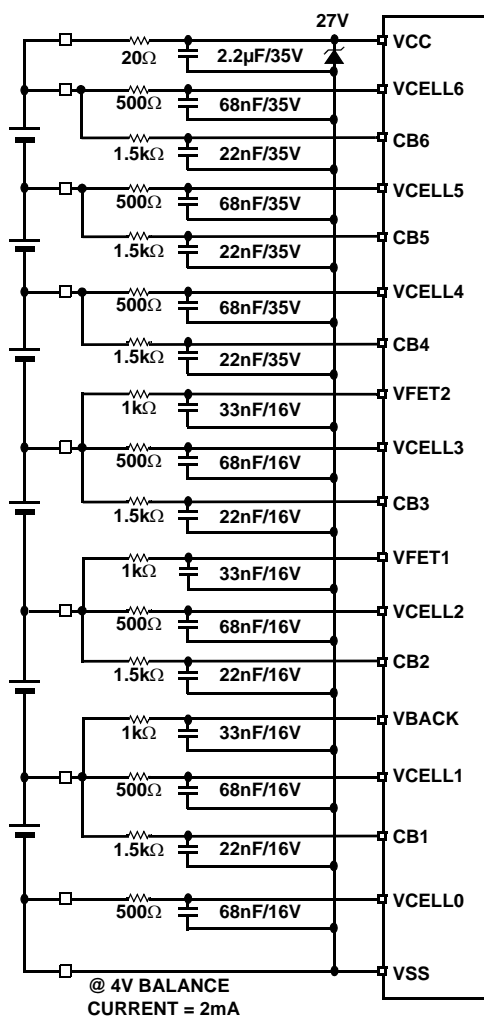 27V
VCC
20Ω
2.2µF/35V
VCELL6
500Ω
68nF/35V
CB6
1.5kΩ
22nF/35V
VCELL5
500Ω
68nF/35V
CB5
1.5kΩ
22nF/35V
VCELL4
500Ω
68nF/35V
CB4
1.5kΩ
22nF/35V
VFET2
1kΩ
33nF/16V
VCELL3
500Ω
68nF/16V
CB3
1.5kΩ
22nF/16V
VFET1
1kΩ
33nF/16V
VCELL2
500Ω
68nF/16V
CB2
1.5kΩ
22nF/16V
VBACK
1kΩ
33nF/16V
VCELL1
500Ω
68nF/16V
CB1
1.5kΩ
22nF/16V
VCELL0
500Ω
68nF/16V
VSS
@ 4V BALANCE
CURRENT = 2mA